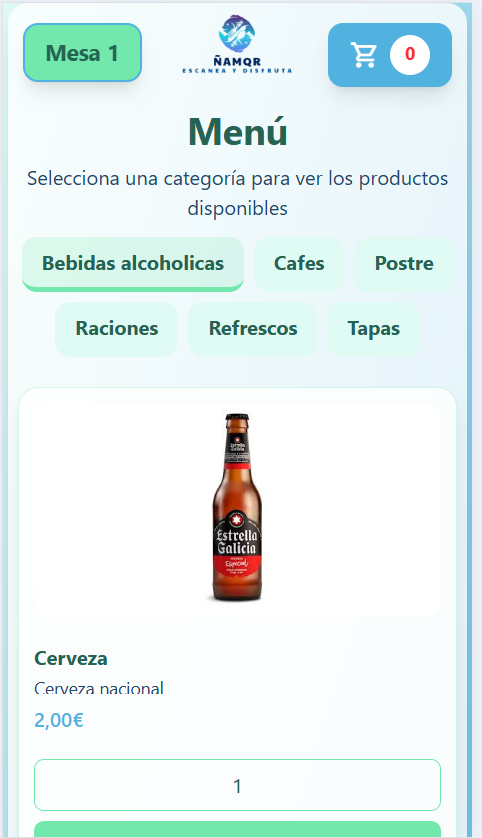 Mesa 1
ÑAMQR
ESCANEA Y DISFRUTA
0
Menú
Selecciona una categoría para ver los productos
disponibles
Bebidas alcoholicas
Cafes
Postre
Raciones
Refrescos
Tapas
Estrella
Galicia
Especial
Cerveza
Cerveza nacional
2,00€
1